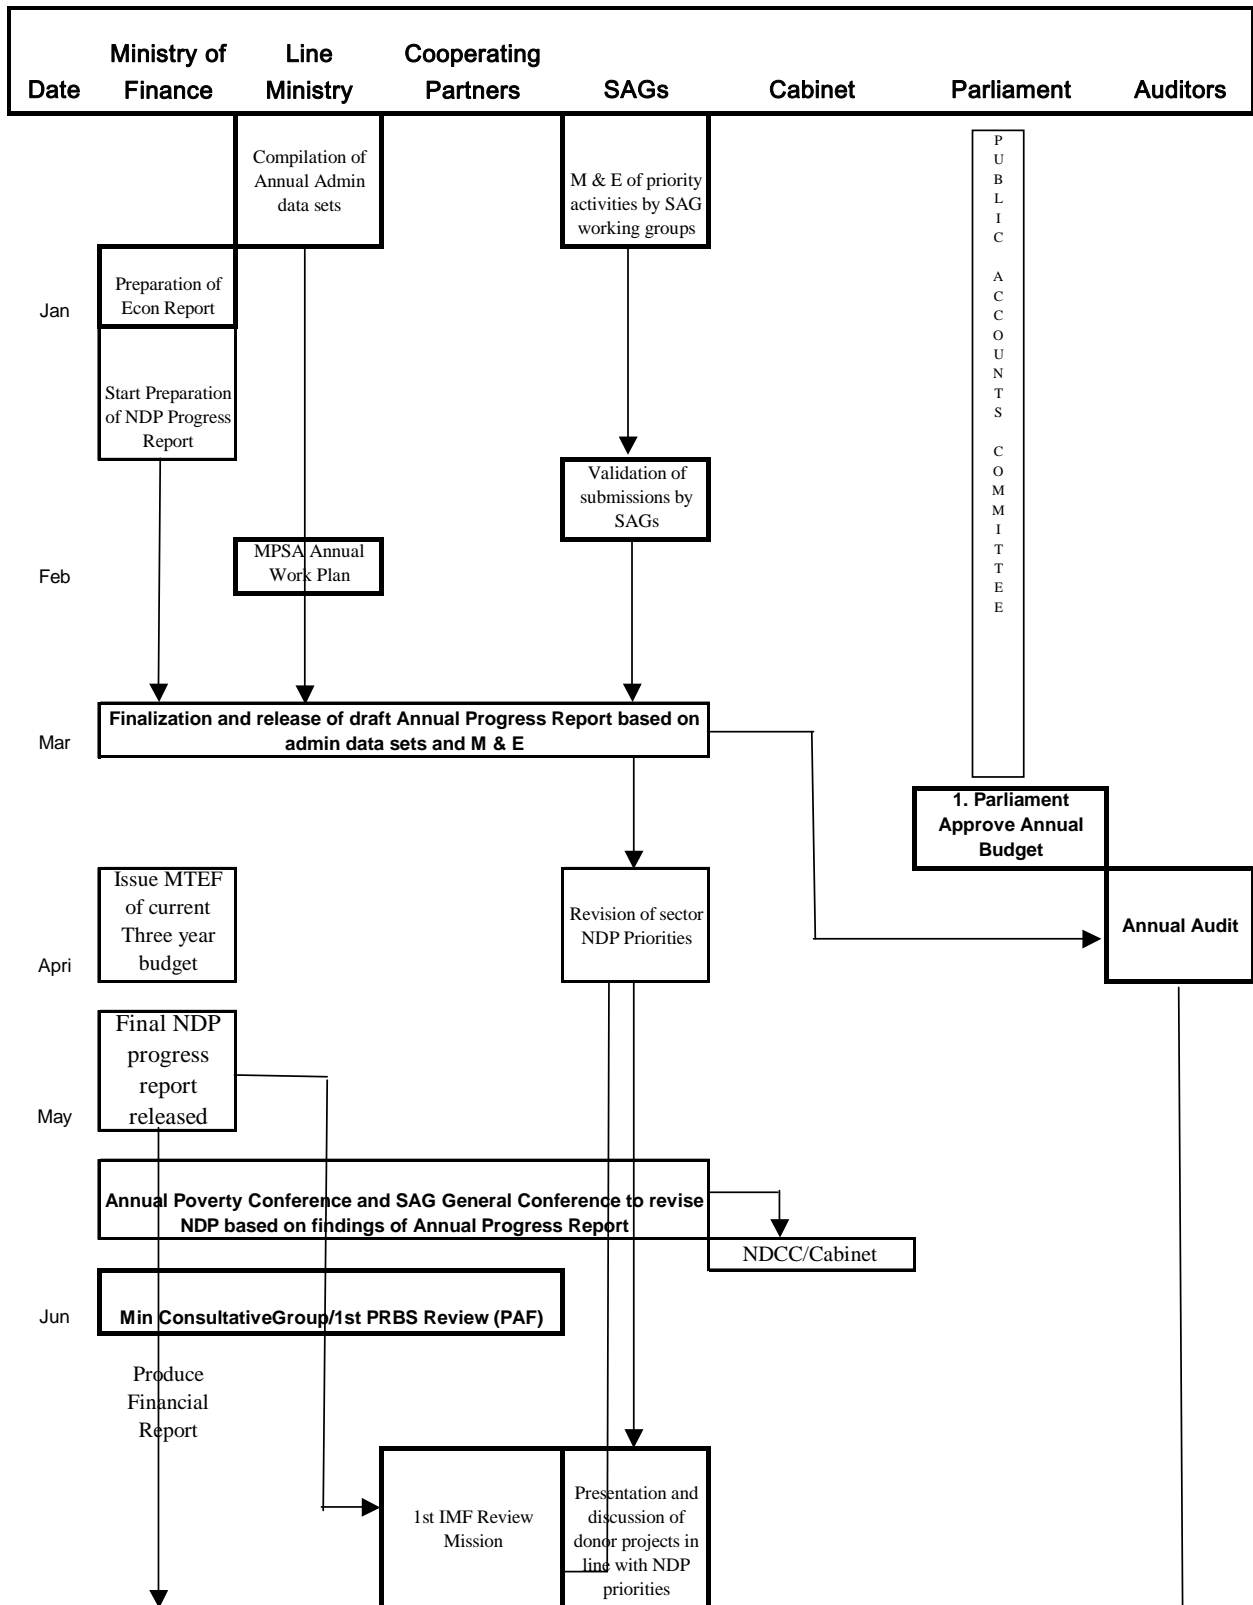 Date
Ministry of
Finance
Line
Ministry
Cooperating
Partners
SAGs
Cabinet
Parliament
Auditors
Compilation of
Annual Admin
data sets
M & E of priority
activities by SAG
working groups
PUBLIC ACCOUNTS COMMITTEE
Jan
Preparation of
Econ Report
Start Preparation
of NDP Progress
Report
Validation of
submissions by
SAGs
Feb
MPSA Annual
Work Plan
Mar
Finalization and release of draft Annual Progress Report based on
admin data sets and M & E
1. Parliament
Approve Annual
Budget
Apri
Issue MTEF
of current
Three year
budget
Revision of sector
NDP Priorities
Annual Audit
May
Final NDP
progress
report
released
Annual Poverty Conference and SAG General Conference to revise
NDP based on findings of Annual Progress Report
NDCC/Cabinet
Jun
Min ConsultativeGroup/1st PRBS Review (PAF)
Produce
Financial
Report
1st IMF Review
Mission
Presentation and
discussion of
donor projects in
line with NDP
priorities